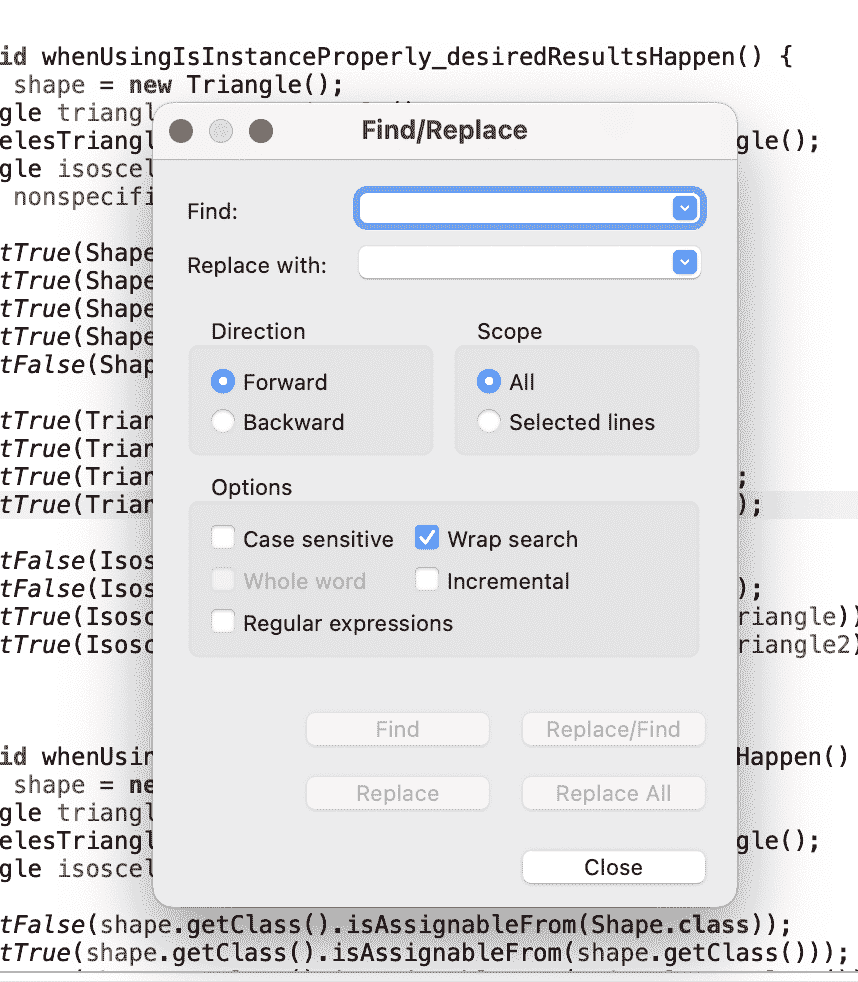 id whenUsingIsInstanceProperly_desiredResultsHappen() {
shape = new Triangle();
gle triangl
elesTriangl gle();
gle isoscel
nonspecifi
Find/Replace
Find:
Replace with:
tTrue(Shape
tTrue(Shape
tTrue(Shape
tTrue(Shape
tFalse(Shap
Direction Scope
Forward All
Backward Selected lines
tTrue(Trian
tTrue(Trian
tTrue(Trian ;
tTrue(Trian );
Options
Case sensitive Wrap search
Whole word Incremental
Regular expressions
tFalse(Isos
tFalse(Isos );
tTrue(Isosc riangle))
tTrue(Isosc riangle2)
Find Replace/Find
Replace Replace All
Close
id whenUsin Happen()
shape = ne
gle triangl
elesTriangl gle();
gle isoscel
tFalse(shape.getClass().isAssignableFrom(Shape.class));
tTrue(shape.getClass().isAssignableFrom(shape.getClass()));